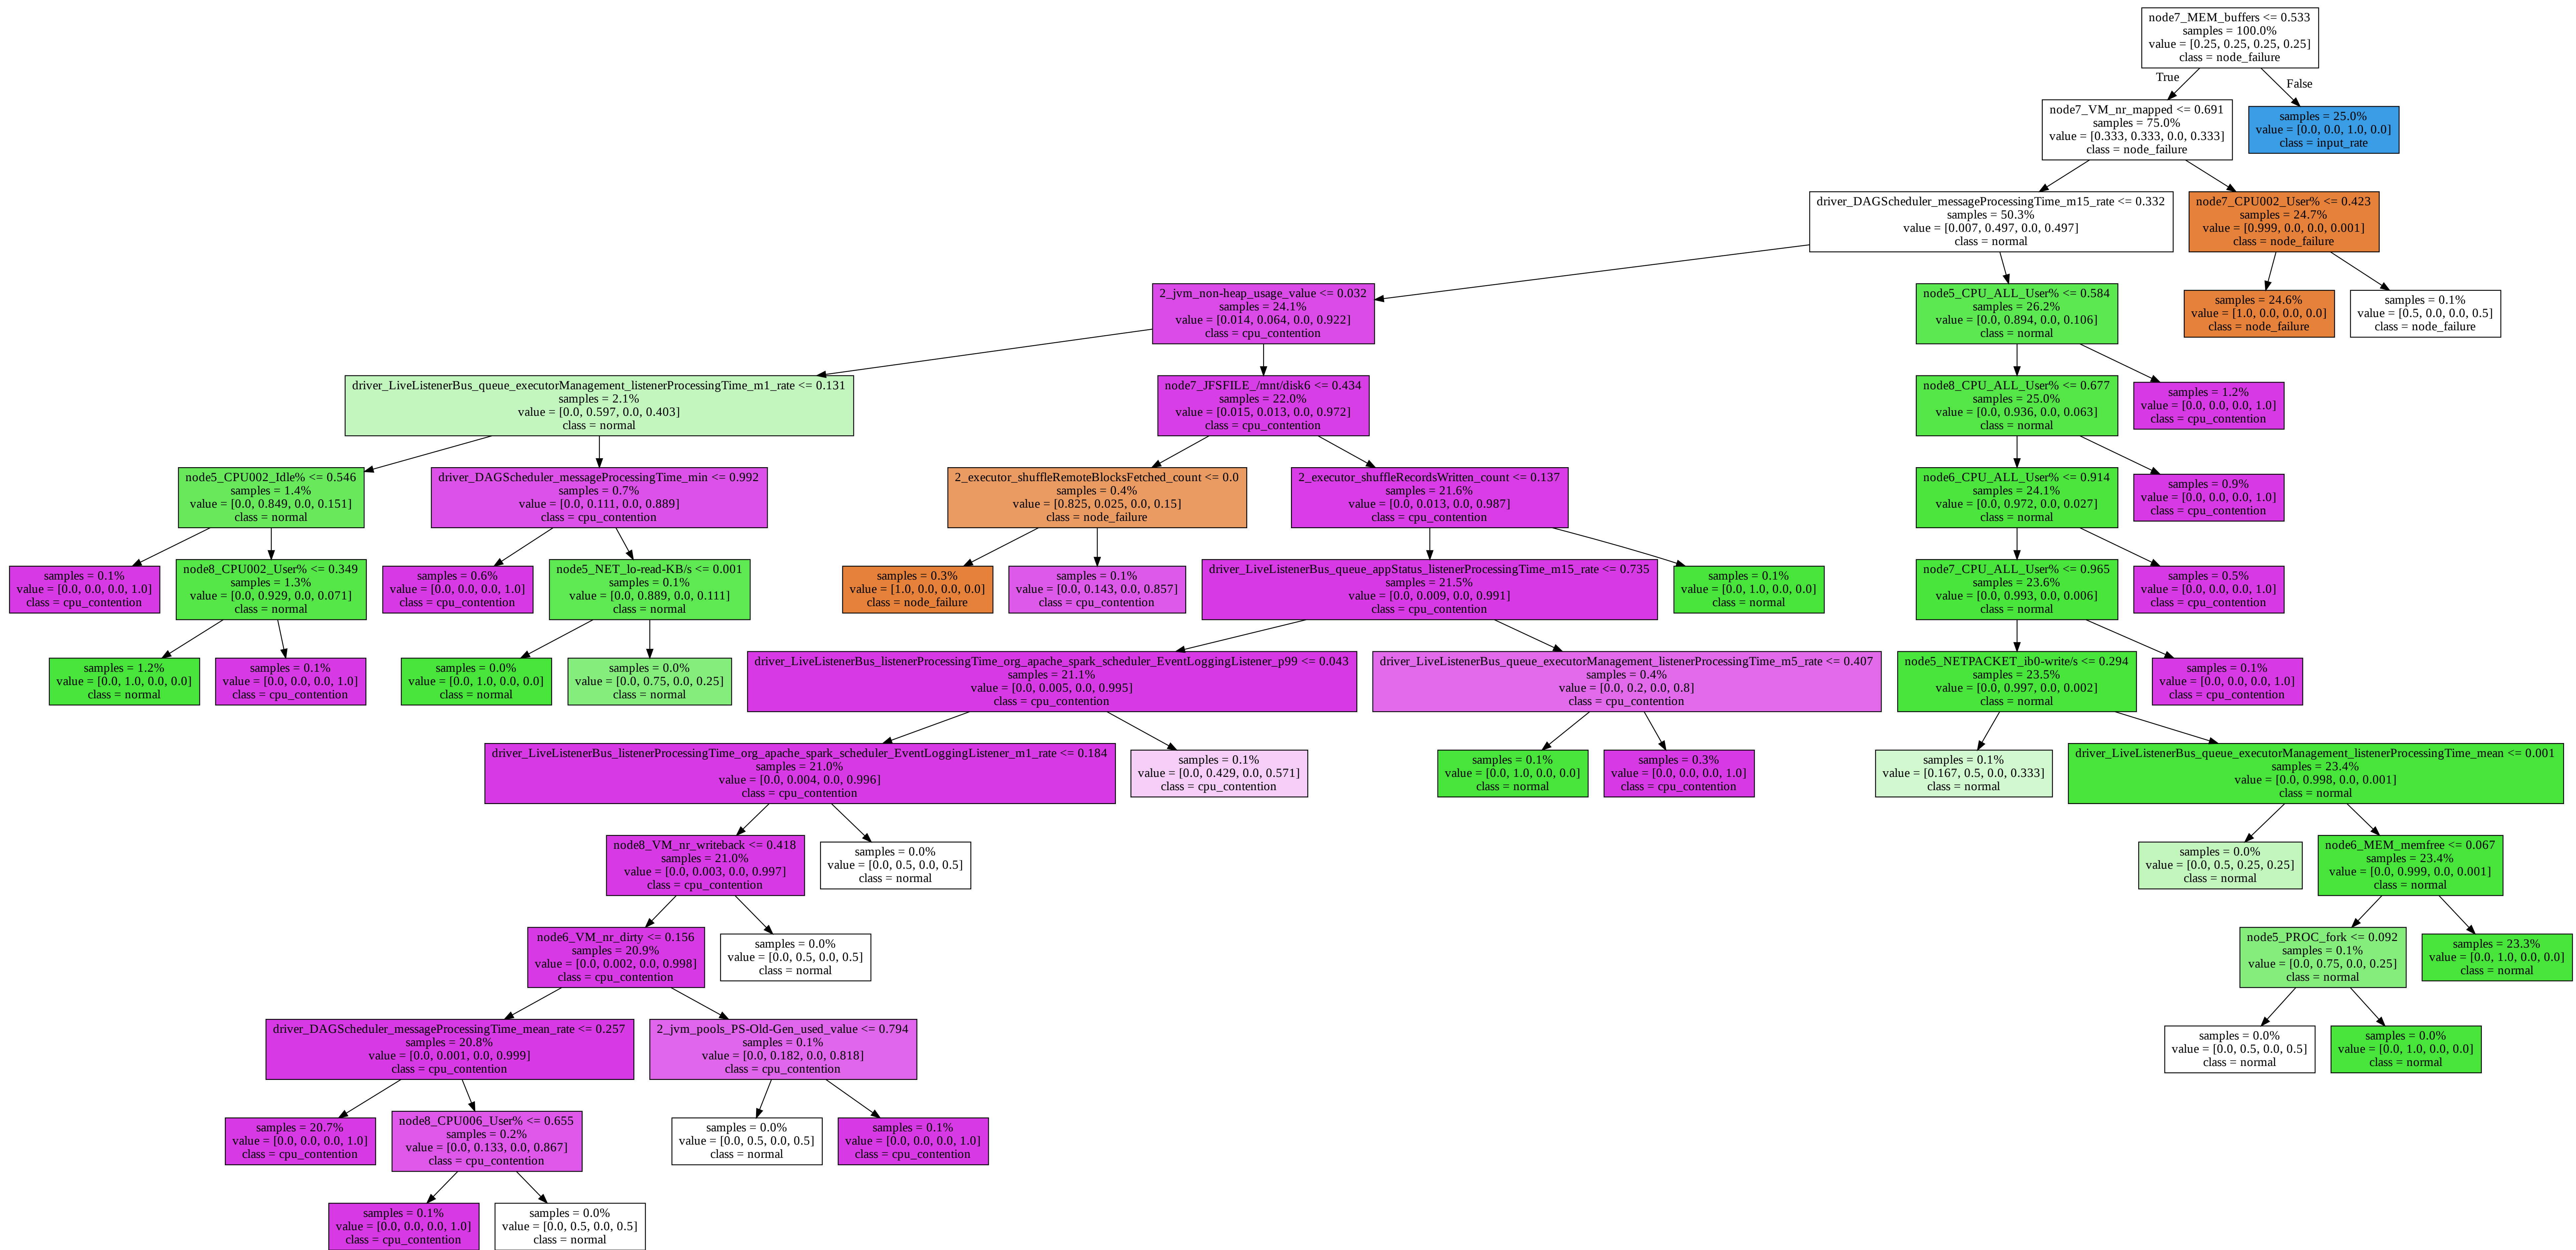 node7_MEM_buffers <= 0.533
samples = 100.0%
value = [0.25, 0.25, 0.25, 0.25]
class = node_failure
True
False
node7_VM_nr_mapped <= 0.691
samples = 75.0%
value = [0.333, 0.333, 0.0, 0.333]
class = node_failure
samples = 25.0%
value = [0.0, 0.0, 1.0, 0.0]
class = input_rate
driver_DAGScheduler_messageProcessingTime_m15_rate <= 0.332
samples = 50.3%
value = [0.007, 0.497, 0.0, 0.497]
class = normal
node7_CPU002_User% <= 0.423
samples = 24.7%
value = [0.999, 0.0, 0.0, 0.001]
class = node_failure
2_jvm_non-heap_usage_value <= 0.032
samples = 24.1%
value = [0.014, 0.064, 0.0, 0.922]
class = cpu_contention
node5_CPU_ALL_User% <= 0.584
samples = 26.2%
value = [0.0, 0.894, 0.0, 0.106]
class = normal
samples = 24.6%
value = [1.0, 0.0, 0.0, 0.0]
class = node_failure
samples = 0.1%
value = [0.5, 0.0, 0.0, 0.5]
class = node_failure
driver_LiveListenerBus_queue_executorManagement_listenerProcessingTime_m1_rate <= 0.131
samples = 2.1%
value = [0.0, 0.597, 0.0, 0.403]
class = normal
node7_JFSFILE_/mnt/disk6 <= 0.434
samples = 22.0%
value = [0.015, 0.013, 0.0, 0.972]
class = cpu_contention
node8_CPU_ALL_User% <= 0.677
samples = 25.0%
value = [0.0, 0.936, 0.0, 0.063]
class = normal
samples = 1.2%
value = [0.0, 0.0, 0.0, 1.0]
class = cpu_contention
node5_CPU002_Idle% <= 0.546
samples = 1.4%
value = [0.0, 0.849, 0.0, 0.151]
class = normal
driver_DAGScheduler_messageProcessingTime_min <= 0.992
samples = 0.7%
value = [0.0, 0.111, 0.0, 0.889]
class = cpu_contention
2_executor_shuffleRemoteBlocksFetched_count <= 0.0
samples = 0.4%
value = [0.825, 0.025, 0.0, 0.15]
class = node_failure
2_executor_shuffleRecordsWritten_count <= 0.137
samples = 21.6%
value = [0.0, 0.013, 0.0, 0.987]
class = cpu_contention
node6_CPU_ALL_User% <= 0.914
samples = 24.1%
value = [0.0, 0.972, 0.0, 0.027]
class = normal
samples = 0.9%
value = [0.0, 0.0, 0.0, 1.0]
class = cpu_contention
samples = 0.1%
value = [0.0, 0.0, 0.0, 1.0]
class = cpu_contention
node8_CPU002_User% <= 0.349
samples = 1.3%
value = [0.0, 0.929, 0.0, 0.071]
class = normal
samples = 0.6%
value = [0.0, 0.0, 0.0, 1.0]
class = cpu_contention
node5_NET_lo-read-KB/s <= 0.001
samples = 0.1%
value = [0.0, 0.889, 0.0, 0.111]
class = normal
samples = 0.3%
value = [1.0, 0.0, 0.0, 0.0]
class = node_failure
samples = 0.1%
value = [0.0, 0.143, 0.0, 0.857]
class = cpu_contention
driver_LiveListenerBus_queue_appStatus_listenerProcessingTime_m15_rate <= 0.735
samples = 21.5%
value = [0.0, 0.009, 0.0, 0.991]
class = cpu_contention
samples = 0.1%
value = [0.0, 1.0, 0.0, 0.0]
class = normal
node7_CPU_ALL_User% <= 0.965
samples = 23.6%
value = [0.0, 0.993, 0.0, 0.006]
class = normal
samples = 0.5%
value = [0.0, 0.0, 0.0, 1.0]
class = cpu_contention
samples = 1.2%
value = [0.0, 1.0, 0.0, 0.0]
class = normal
samples = 0.1%
value = [0.0, 0.0, 0.0, 1.0]
class = cpu_contention
samples = 0.0%
value = [0.0, 1.0, 0.0, 0.0]
class = normal
samples = 0.0%
value = [0.0, 0.75, 0.0, 0.25]
class = normal
driver_LiveListenerBus_listenerProcessingTime_org_apache_spark_scheduler_EventLoggingListener_p99 <= 0.043
samples = 21.1%
value = [0.0, 0.005, 0.0, 0.995]
class = cpu_contention
driver_LiveListenerBus_queue_executorManagement_listenerProcessingTime_m5_rate <= 0.407
samples = 0.4%
value = [0.0, 0.2, 0.0, 0.8]
class = cpu_contention
node5_NETPACKET_ib0-write/s <= 0.294
samples = 23.5%
value = [0.0, 0.997, 0.0, 0.002]
class = normal
samples = 0.1%
value = [0.0, 0.0, 0.0, 1.0]
class = cpu_contention
driver_LiveListenerBus_listenerProcessingTime_org_apache_spark_scheduler_EventLoggingListener_m1_rate <= 0.184
samples = 21.0%
value = [0.0, 0.004, 0.0, 0.996]
class = cpu_contention
samples = 0.1%
value = [0.0, 0.429, 0.0, 0.571]
class = cpu_contention
samples = 0.1%
value = [0.0, 1.0, 0.0, 0.0]
class = normal
samples = 0.3%
value = [0.0, 0.0, 0.0, 1.0]
class = cpu_contention
samples = 0.1%
value = [0.167, 0.5, 0.0, 0.333]
class = normal
driver_LiveListenerBus_queue_executorManagement_listenerProcessingTime_mean <= 0.001
samples = 23.4%
value = [0.0, 0.998, 0.0, 0.001]
class = normal
node8_VM_nr_writeback <= 0.418
samples = 21.0%
value = [0.0, 0.003, 0.0, 0.997]
class = cpu_contention
samples = 0.0%
value = [0.0, 0.5, 0.0, 0.5]
class = normal
samples = 0.0%
value = [0.0, 0.5, 0.25, 0.25]
class = normal
node6_MEM_memfree <= 0.067
samples = 23.4%
value = [0.0, 0.999, 0.0, 0.001]
class = normal
node6_VM_nr_dirty <= 0.156
samples = 20.9%
value = [0.0, 0.002, 0.0, 0.998]
class = cpu_contention
samples = 0.0%
value = [0.0, 0.5, 0.0, 0.5]
class = normal
node5_PROC_fork <= 0.092
samples = 0.1%
value = [0.0, 0.75, 0.0, 0.25]
class = normal
samples = 23.3%
value = [0.0, 1.0, 0.0, 0.0]
class = normal
driver_DAGScheduler_messageProcessingTime_mean_rate <= 0.257
samples = 20.8%
value = [0.0, 0.001, 0.0, 0.999]
class = cpu_contention
2_jvm_pools_PS-Old-Gen_used_value <= 0.794
samples = 0.1%
value = [0.0, 0.182, 0.0, 0.818]
class = cpu_contention
samples = 0.0%
value = [0.0, 0.5, 0.0, 0.5]
class = normal
samples = 0.0%
value = [0.0, 1.0, 0.0, 0.0]
class = normal
samples = 20.7%
value = [0.0, 0.0, 0.0, 1.0]
class = cpu_contention
node8_CPU006_User% <= 0.655
samples = 0.2%
value = [0.0, 0.133, 0.0, 0.867]
class = cpu_contention
samples = 0.0%
value = [0.0, 0.5, 0.0, 0.5]
class = normal
samples = 0.1%
value = [0.0, 0.0, 0.0, 1.0]
class = cpu_contention
samples = 0.1%
value = [0.0, 0.0, 0.0, 1.0]
class = cpu_contention
samples = 0.0%
value = [0.0, 0.5, 0.0, 0.5]
class = normal